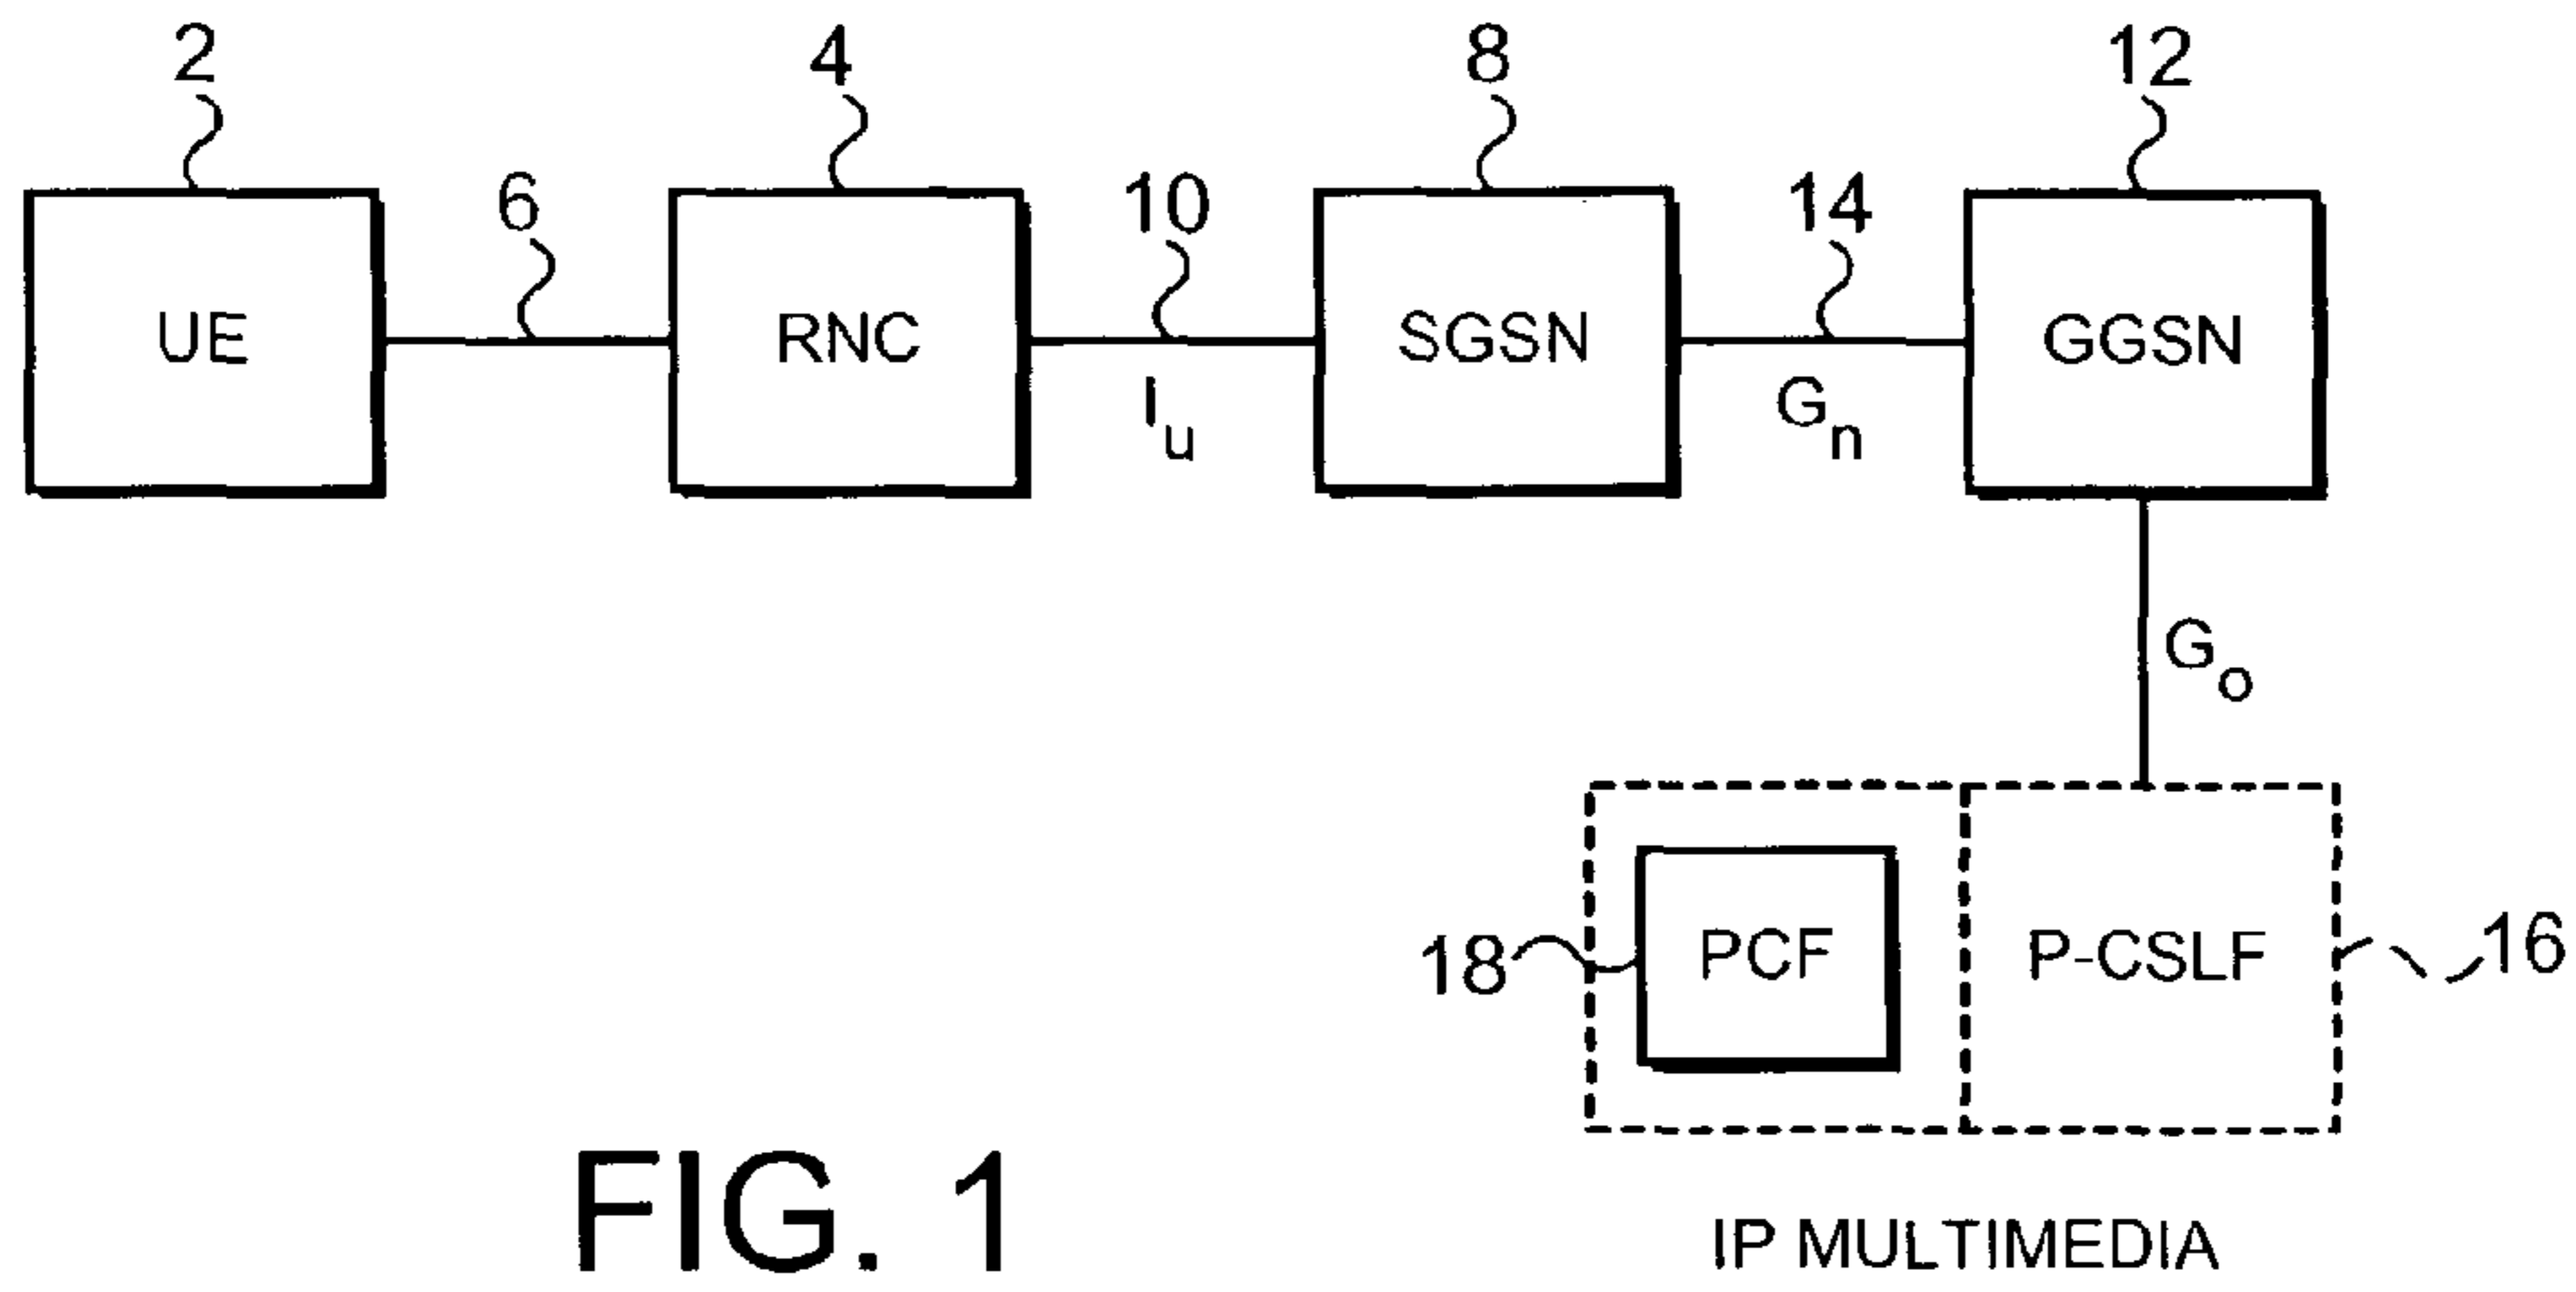 2
4
8
12
6
10
14
UE
RNC
SGSN
GGSN
Iu
Gn
Go
18
PCF
P-CSLF
16
FIG. 1
IP MULTIMEDIA